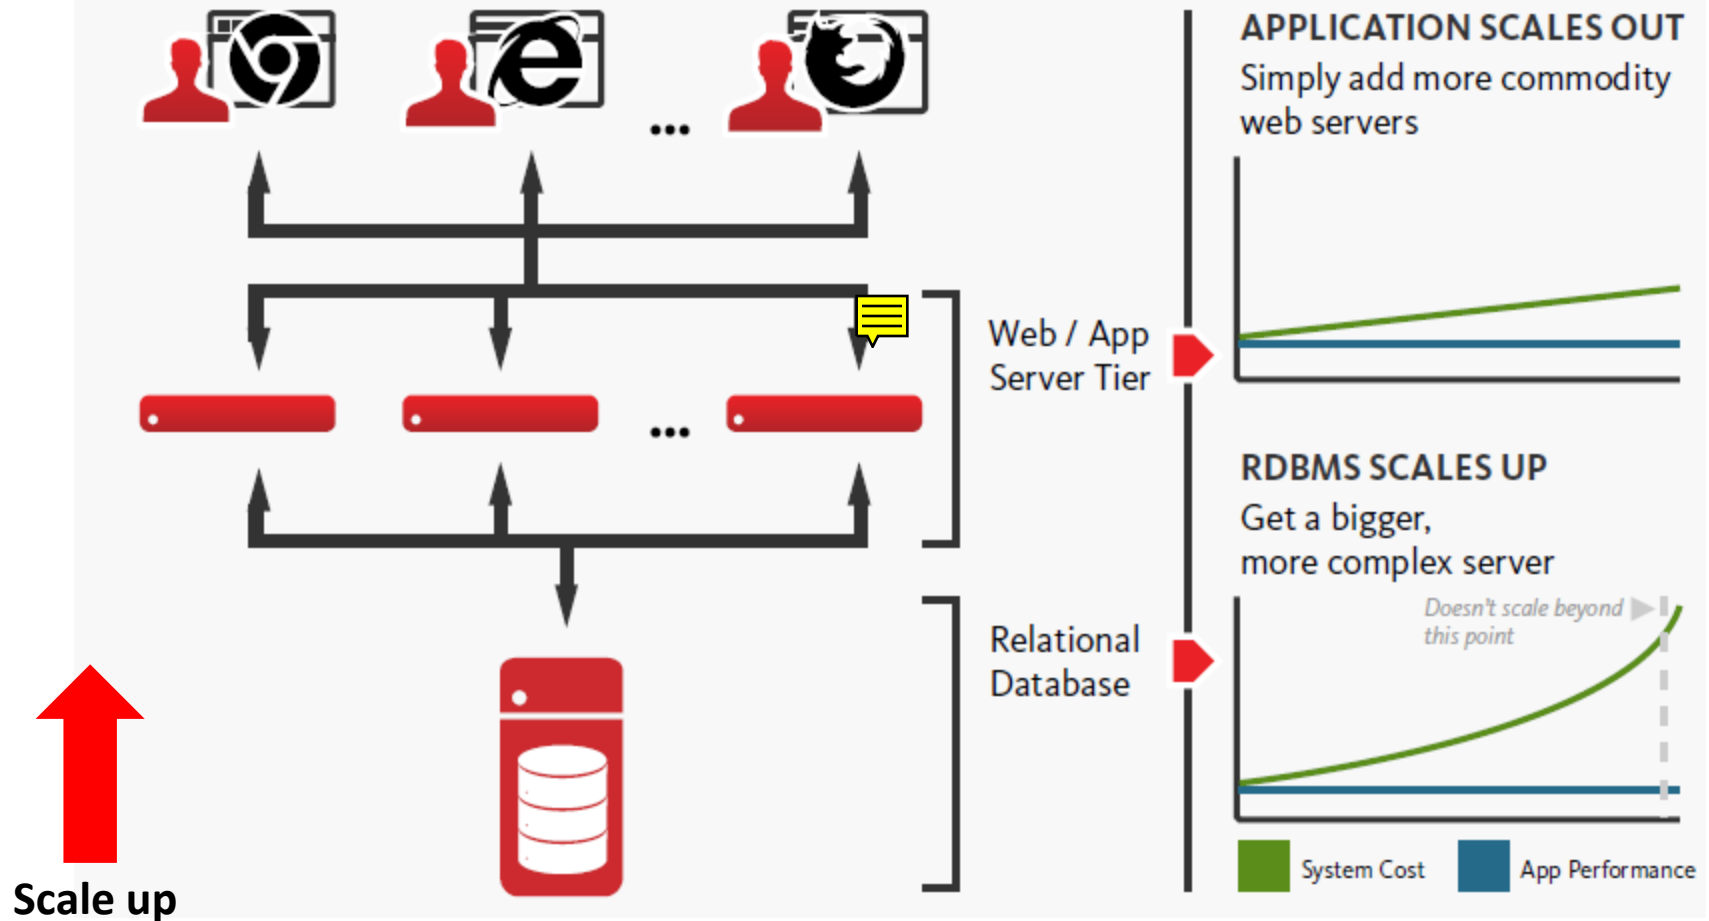 APPLICATION SCALES OUT
Simply add more commodity
web servers
...
Web / App
Server Tier
...
RDBMS SCALES UP
Get a bigger,
more complex server
Doesn't scale beyond
this point
Relational
Database
System Cost
App Performance
Scale up